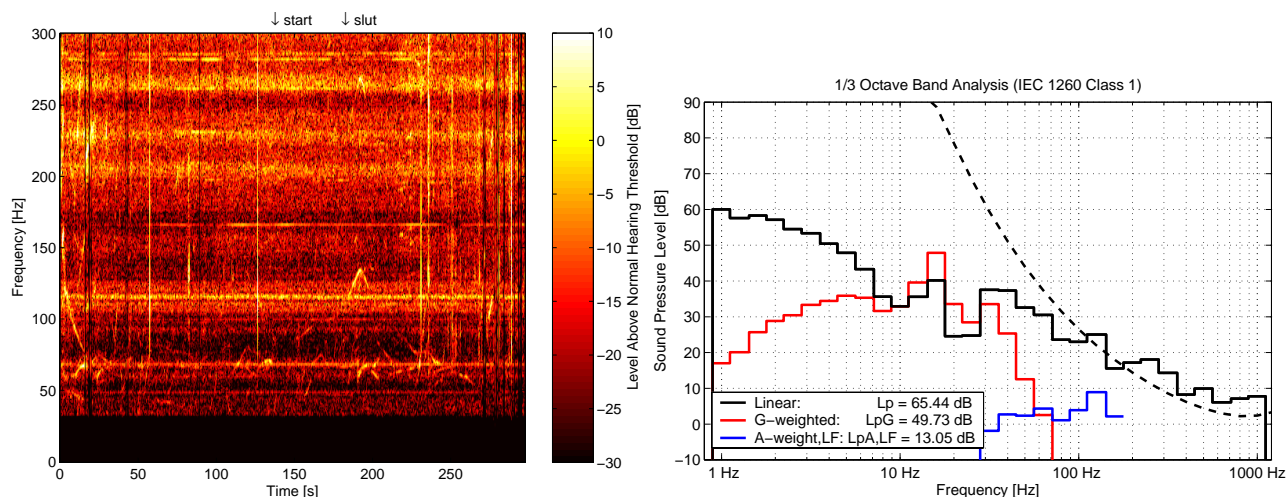 ↓ start ↓ slut
300
250
200
150
100
50
0
Frequency [Hz]
0 50 100 150 200 250
Time [s]
10
5
0
−5
−10
−15
−20
−25
−30
Level Above Normal Hearing Threshold [dB]
1/3 Octave Band Analysis (IEC 1260 Class 1)
90
80
70
60
50
40
30
20
10
0
−10
Sound Pressure Level [dB]
Linear: Lp = 65.44 dB
G−weighted: LpG = 49.73 dB
A−weight,LF: LpA,LF = 13.05 dB
1 Hz 10 Hz 100 Hz 1000 Hz
Frequency [Hz]